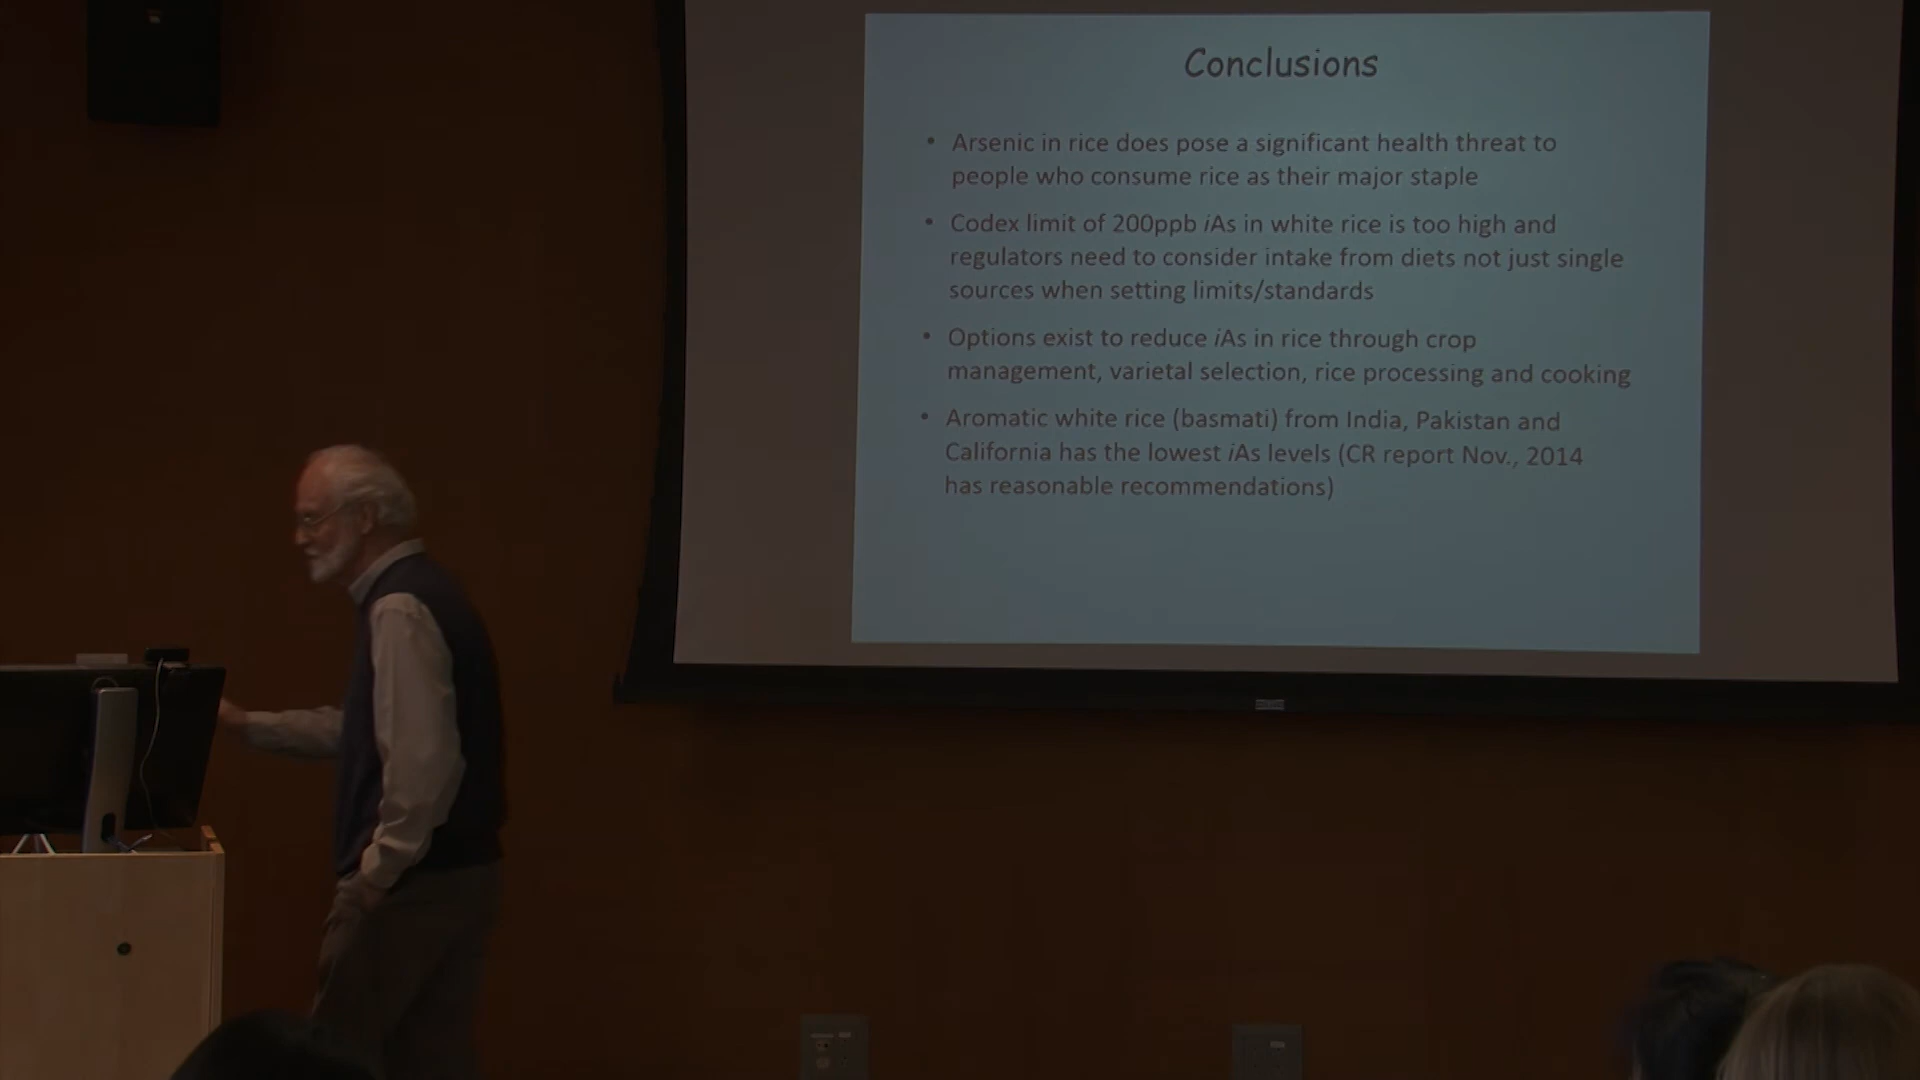 Conclusions
• Arsenic in rice does pose a significant health threat to
people who consume rice as their major staple
• Codex limit of 200ppb iAs in white rice is too high and
regulators need to consider intake from diets not just single
sources when setting limits/standards
• Options exist to reduce iAs in rice through crop
management, varietal selection, rice processing and cooking
• Aromatic white rice (basmati) from India, Pakistan and
California has the lowest iAs levels (CR report Nov., 2014
has reasonable recommendations)